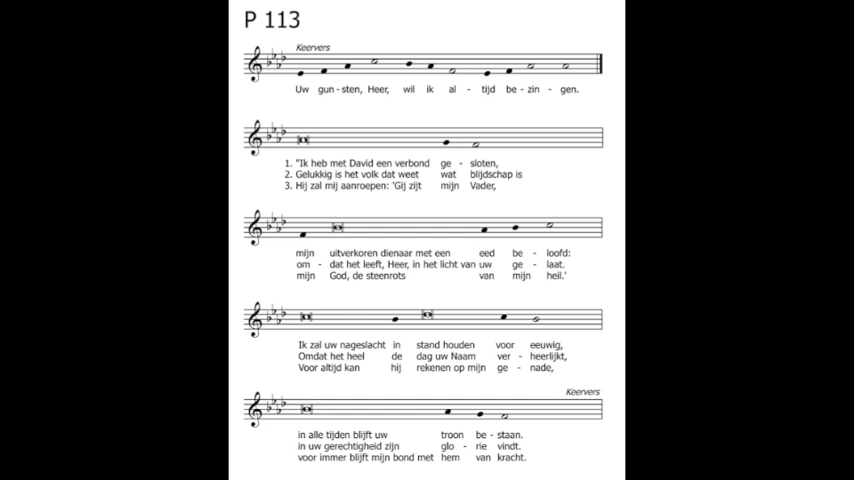 P 113
Keervers
Uw gun - sten, Heer, wil ik al - tijd be - zin - gen.
1. "Ik heb met David een verbond ge - sloten,
2. Gelukkig is het volk dat weet wat blijdschap is
3. Hij zal mij aanroepen: 'Gij zijt mijn Vader,
mijn uitverkoren dienaar met een eed be - loofd:
om - dat het leeft, Heer, in het licht van uw ge - laat.
mijn God, de steenrots van mijn heil.'
Ik zal uw nageslacht in stand houden voor eeuwig,
Omdat het heel de dag uw Naam ver - heerlijkt,
Voor altijd kan hij rekenen op mijn ge - nade,
Keervers
in alle tijden blijft uw troon be - staan.
in uw gerechtigheid zijn glo - rie vindt.
voor immer blijft mijn bond met hem van kracht.